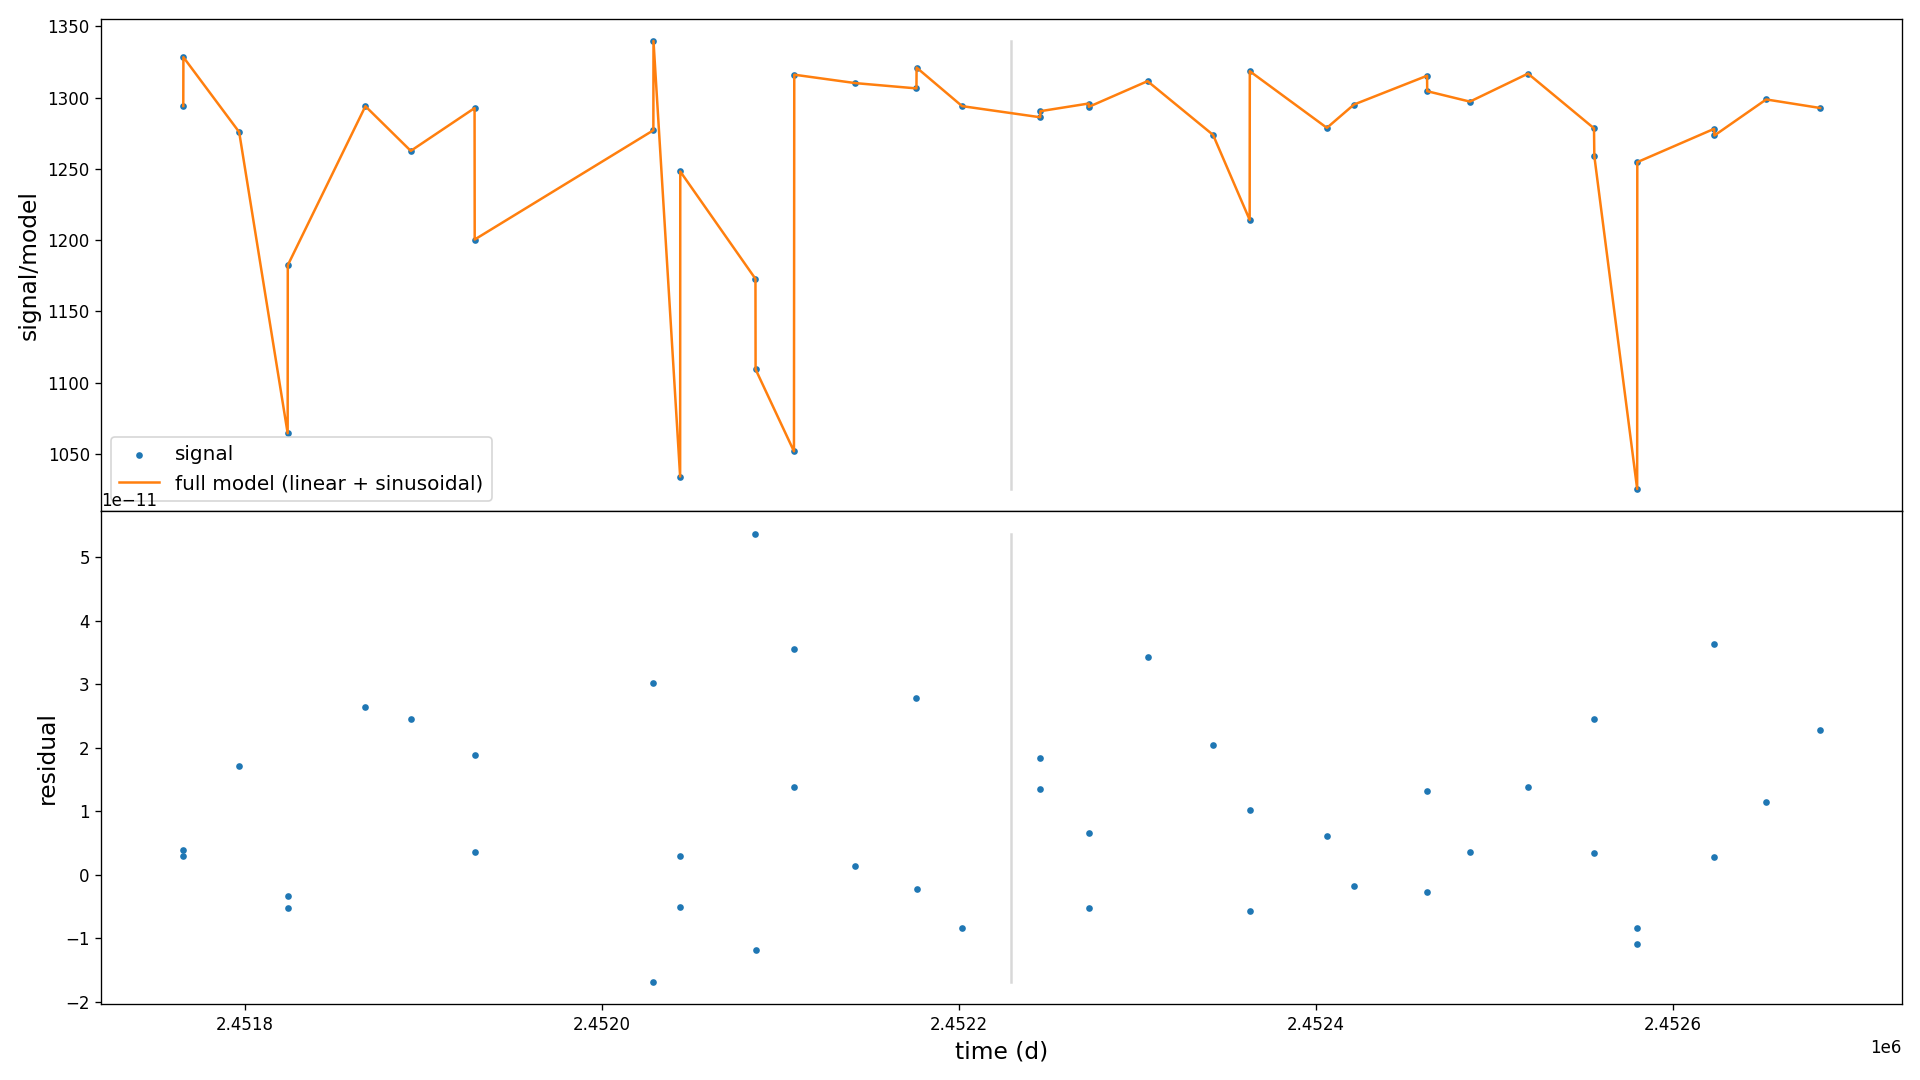 1350
1300
1250
1200
1150
1100
1050
signal/model
signal
full model (linear + sinusoidal)
1e−11
5
4
3
2
1
0
−1
−2
residual
2.4518
2.4520
2.4522
2.4524
2.4526
time (d)
1e6